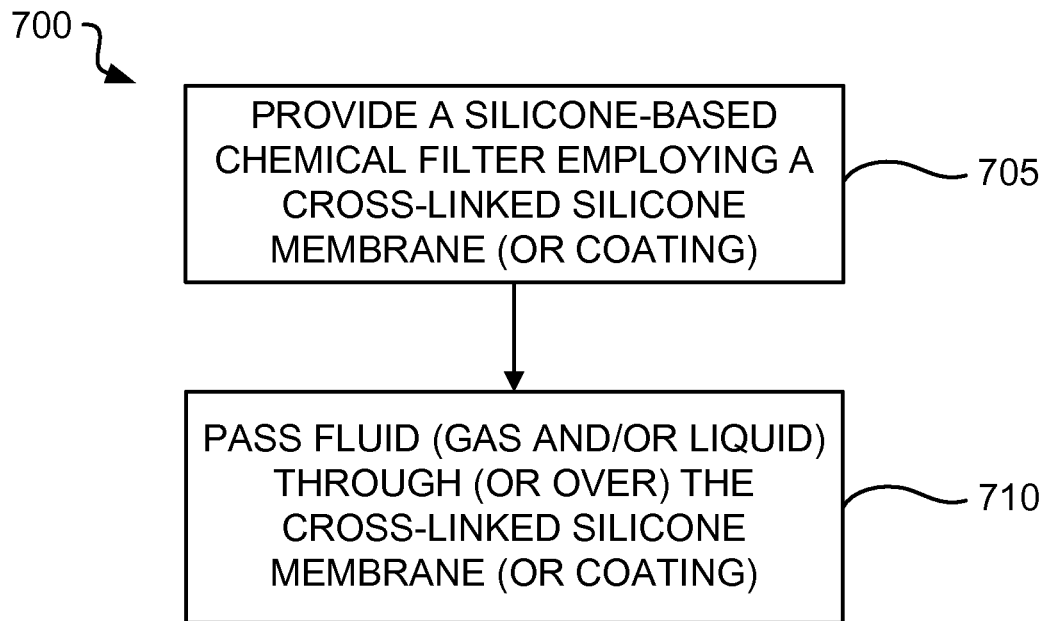 700
PROVIDE A SILICONE-BASED
CHEMICAL FILTER EMPLOYING A
CROSS-LINKED SILICONE
MEMBRANE (OR COATING)
705
PASS FLUID (GAS AND/OR LIQUID)
THROUGH (OR OVER) THE
CROSS-LINKED SILICONE
MEMBRANE (OR COATING)
710